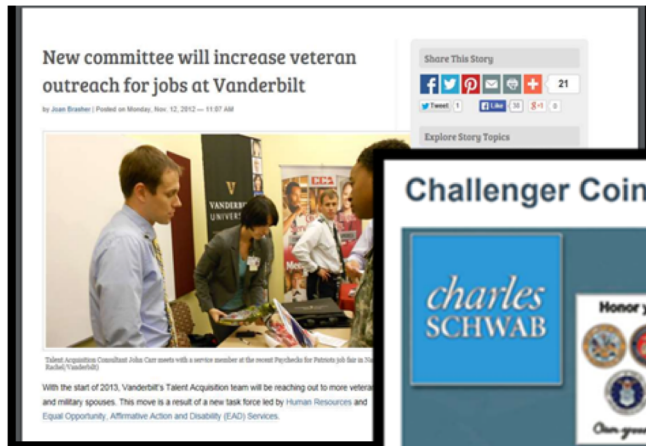 New committee will increase veteran
outreach for jobs at Vanderbilt
by Joan Brasher | Posted on Monday, Nov. 12, 2012 — 11:07 AM
VANDERB
UNIVERS
Talent Acquisition Consultant John Carr meets with a service member at the recent Paychecks for Patriots job fair in Na
Rachel/Vanderbilt)
With the start of 2013, Vanderbilt's Talent Acquisition team will be reaching out to more vetera
and military spouses. This move is a result of a new task force led by Human Resources and
Equal Opportunity, Affirmative Action and Disability (EAD) Services.
Share This Story
21
Tweet 1 Like 38 +1 0
Explore Story Topics
Challenger Coin
charles
SCHWAB
Honor y